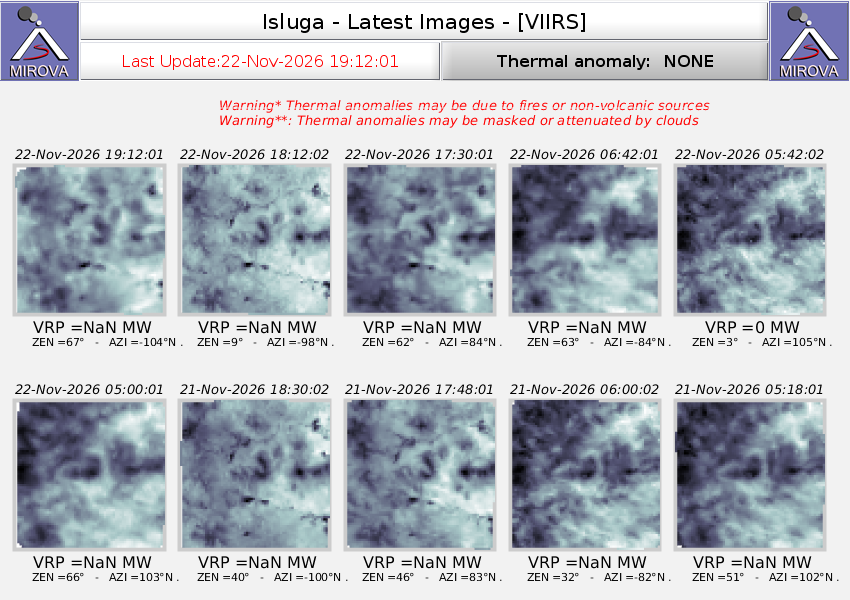 Isluga - Latest Images - [VIIRS]
MIROVA
MIROVA
Last Update:22-Nov-2026 19:12:01
Thermal anomaly: NONE
Warning* Thermal anomalies may be due to fires or non-volcanic sources
Warning**: Thermal anomalies may be masked or attenuated by clouds
22-Nov-2026 19:12:01
22-Nov-2026 18:12:02
22-Nov-2026 17:30:01
22-Nov-2026 06:42:01
22-Nov-2026 05:42:02
VRP =NaN MW
VRP =NaN MW
VRP =NaN MW
VRP =NaN MW
VRP =0 MW
ZEN =67° - AZI =-104°N .
ZEN =9° - AZI =-98°N .
ZEN =62° - AZI =84°N .
ZEN =63° - AZI =-84°N .
ZEN =3° - AZI =105°N .
22-Nov-2026 05:00:01
21-Nov-2026 18:30:02
21-Nov-2026 17:48:01
21-Nov-2026 06:00:02
21-Nov-2026 05:18:01
VRP =NaN MW
VRP =NaN MW
VRP =NaN MW
VRP =NaN MW
VRP =NaN MW
ZEN =66° - AZI =103°N .
ZEN =40° - AZI =-100°N .
ZEN =46° - AZI =83°N .
ZEN =32° - AZI =-82°N .
ZEN =51° - AZI =102°N .